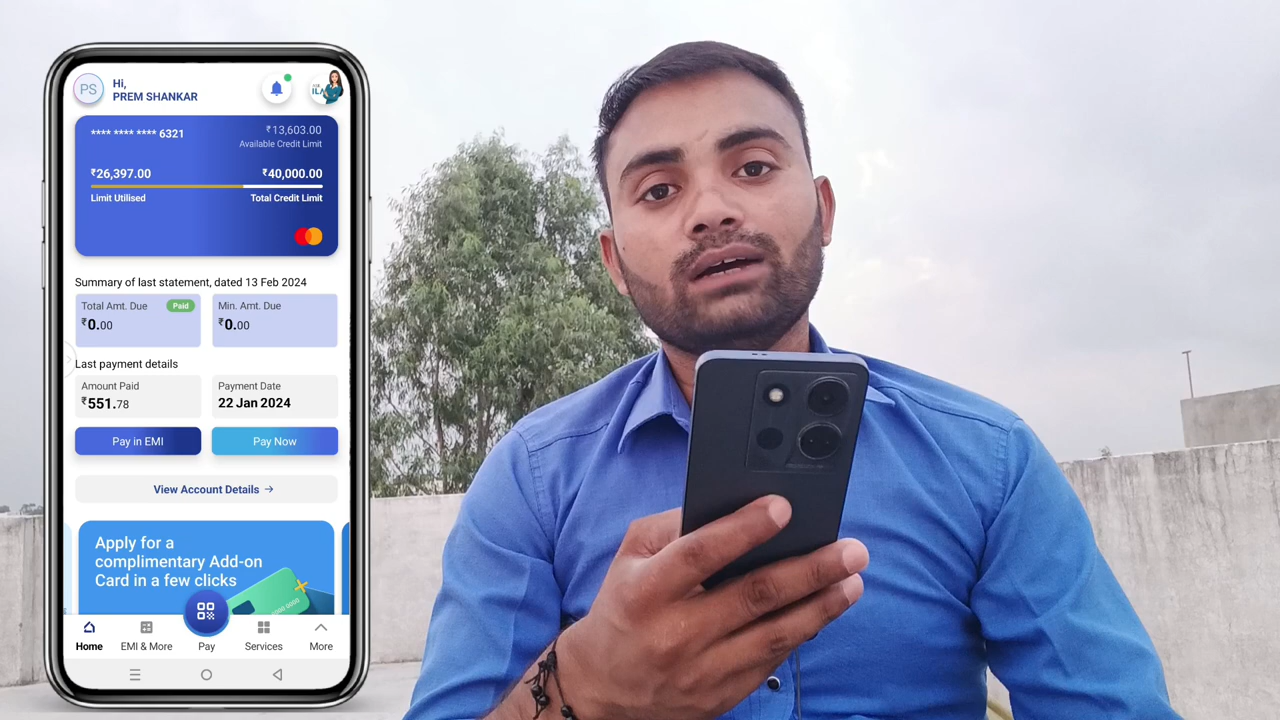 PS
Hi,
PREM SHANKAR
ILA
**** **** **** 6321
₹13,603.00
Available Credit Limit
₹26,397.00
₹40,000.00
Limit Utilised
Total Credit Limit
Summary of last statement, dated 13 Feb 2024
Total Amt. Due
Paid
₹0.00
Min. Amt. Due
₹0.00
Last payment details
Amount Paid
₹551.78
Payment Date
22 Jan 2024
Pay in EMI
Pay Now
View Account Details →
Apply for a
complimentary Add-on
Card in a few clicks
Home
EMI & More
Pay
Services
More